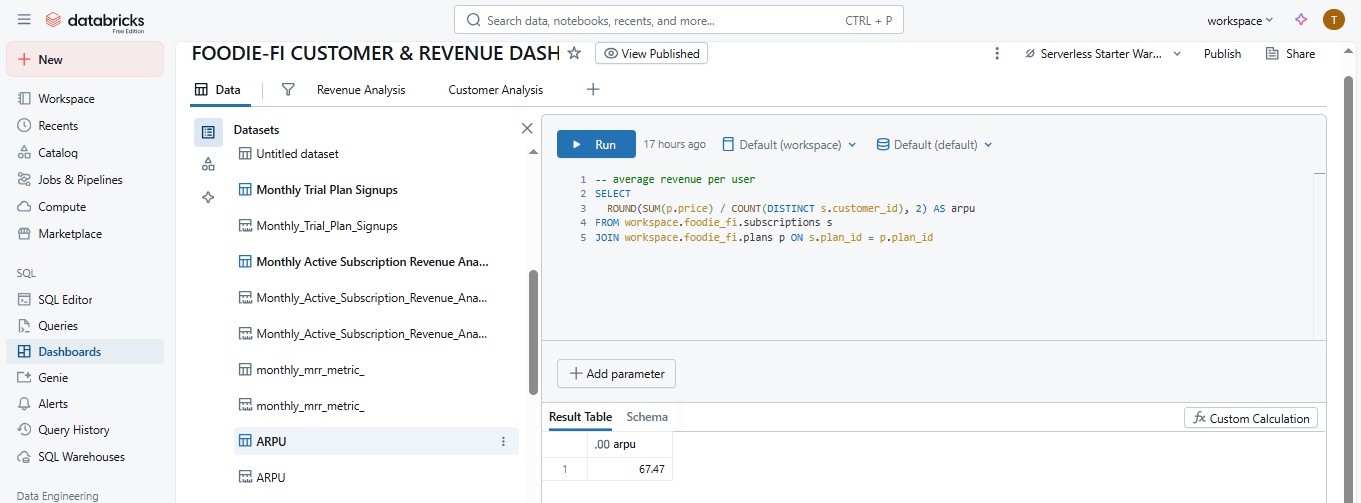 databricks
Free Edition
Search data, notebooks, recents, and more...
CTRL + P
workspace
T
New
Workspace
Recents
Catalog
Jobs & Pipelines
Compute
Marketplace
SQL
SQL Editor
Queries
Dashboards
Genie
Alerts
Query History
SQL Warehouses
Data Engineering
FOODIE-FI CUSTOMER & REVENUE DASH
View Published
Serverless Starter War...
Publish
Share
Data
Revenue Analysis
Customer Analysis
Datasets
Untitled dataset
Monthly Trial Plan Signups
Monthly_Trial_Plan_Signups
Monthly Active Subscription Revenue Ana...
Monthly_Active_Subscription_Revenue_Ana...
Monthly_Active_Subscription_Revenue_Ana...
monthly_mrr_metric_
monthly_mrr_metric_
ARPU
ARPU
Run
17 hours ago
Default (workspace)
Default (default)
1 -- average revenue per user
2 SELECT
3 ROUND(SUM(p.price) / COUNT(DISTINCT s.customer_id), 2) AS arpu
4 FROM workspace.foodie_fi.subscriptions s
5 JOIN workspace.foodie_fi.plans p ON s.plan_id = p.plan_id
Add parameter
Result Table
Schema
fx Custom Calculation
.00 arpu
1 67.47